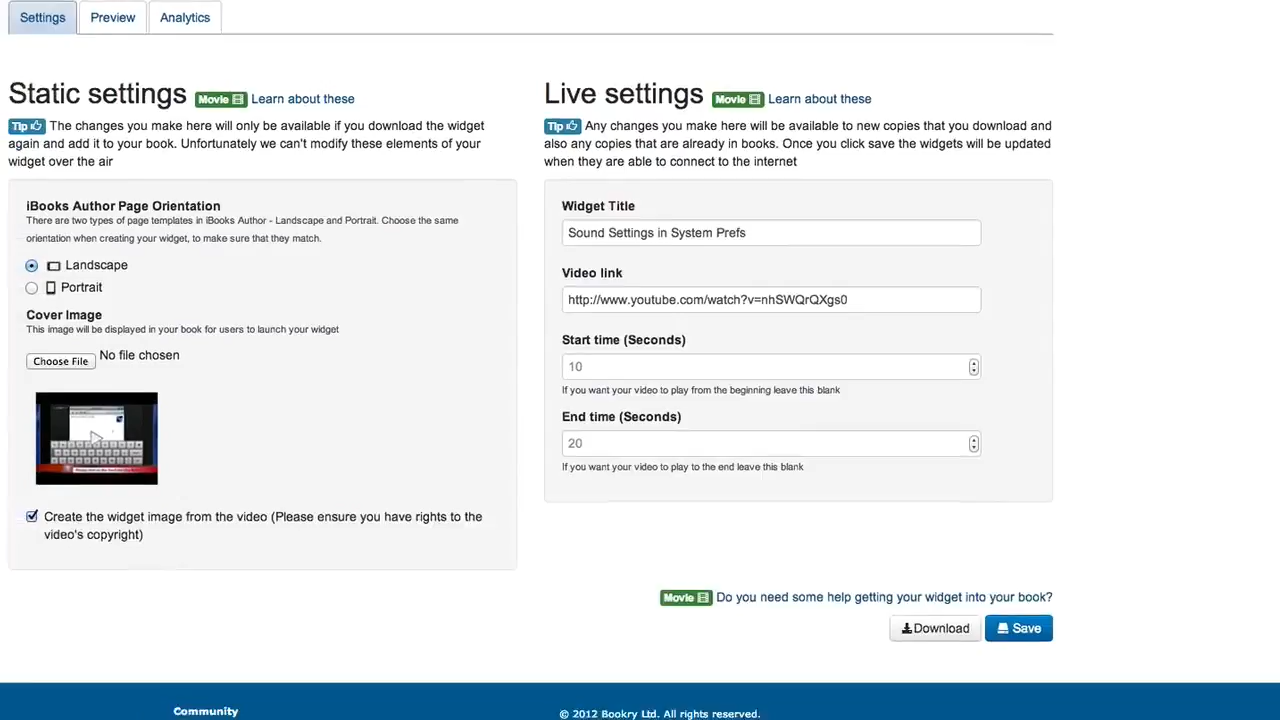 Settings Preview Analytics
Static settings Movie Learn about these
Tip The changes you make here will only be available if you download the widget
again and add it to your book. Unfortunately we can't modify these elements of your
widget over the air
iBooks Author Page Orientation
There are two types of page templates in iBooks Author - Landscape and Portrait. Choose the same
orientation when creating your widget, to make sure that they match.
Landscape
Portrait
Cover Image
This image will be displayed in your book for users to launch your widget
Choose File No file chosen
Create the widget image from the video (Please ensure you have rights to the
video's copyright)
Live settings Movie Learn about these
Tip Any changes you make here will be available to new copies that you download and
also any copies that are already in books. Once you click save the widgets will be updated
when they are able to connect to the internet
Widget Title
Sound Settings in System Prefs
Video link
http://www.youtube.com/watch?v=nhSWQrQXgs0
Start time (Seconds)
10
If you want your video to play from the beginning leave this blank
End time (Seconds)
20
If you want your video to play to the end leave this blank
Movie Do you need some help getting your widget into your book?
Download Save
Community
© 2012 Bookry Ltd. All rights reserved.